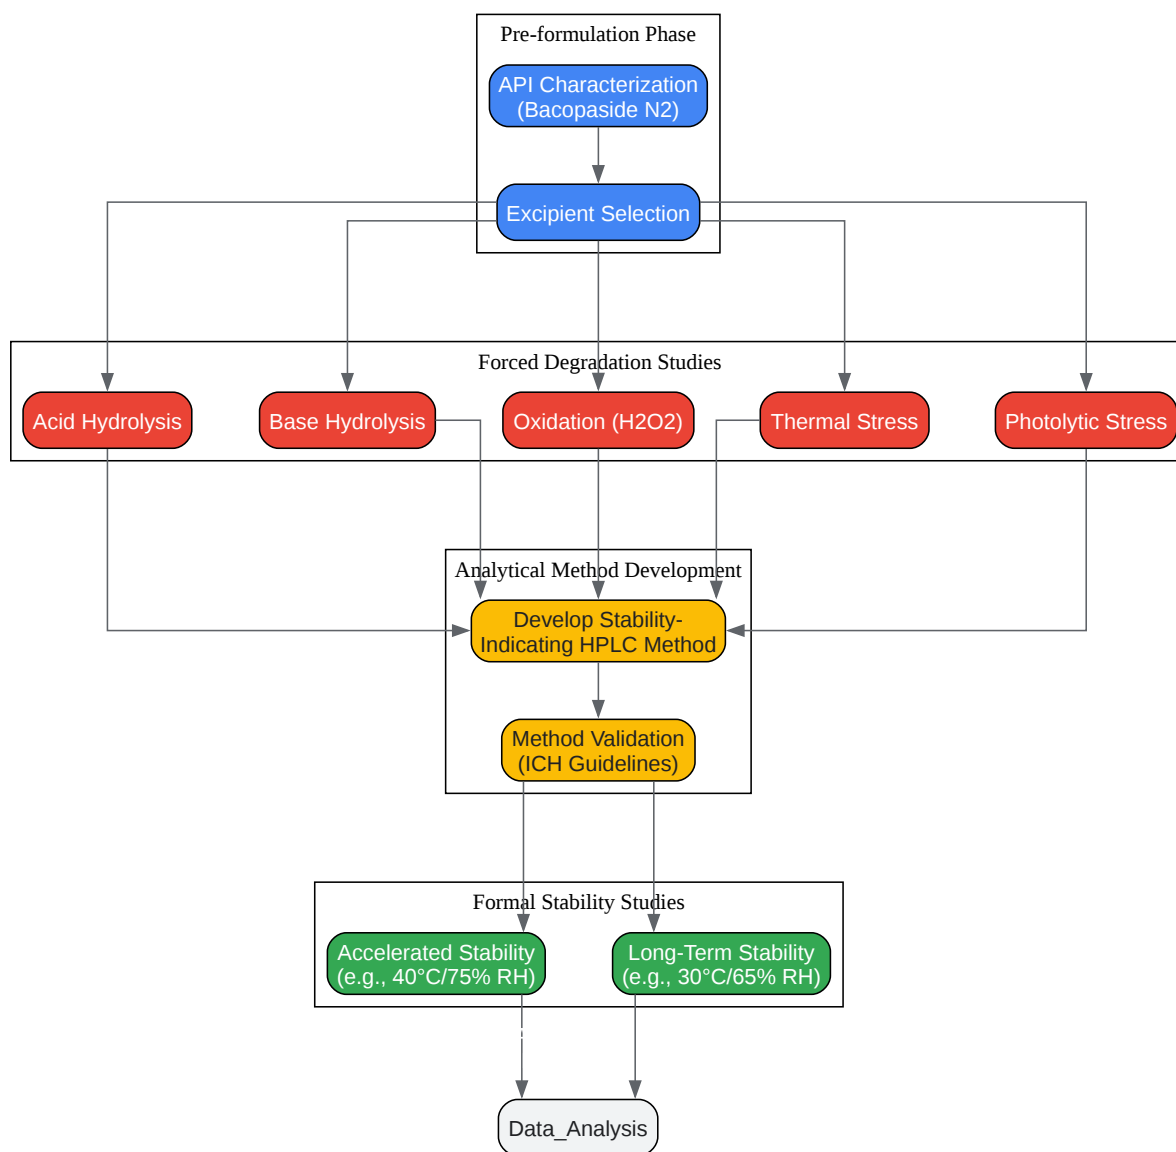 Pre-formulation Phase
API Characterization
(Bacopaside N2)
Excipient Selection
Forced Degradation Studies
Acid Hydrolysis
Base Hydrolysis
Oxidation (H2O2)
Thermal Stress
Photolytic Stress
Analytical Method Development
Develop Stability-
Indicating HPLC Method
Method Validation
(ICH Guidelines)
Formal Stability Studies
Accelerated Stability
(e.g., 40°C/75% RH)
Long-Term Stability
(e.g., 30°C/65% RH)
Data_Analysis